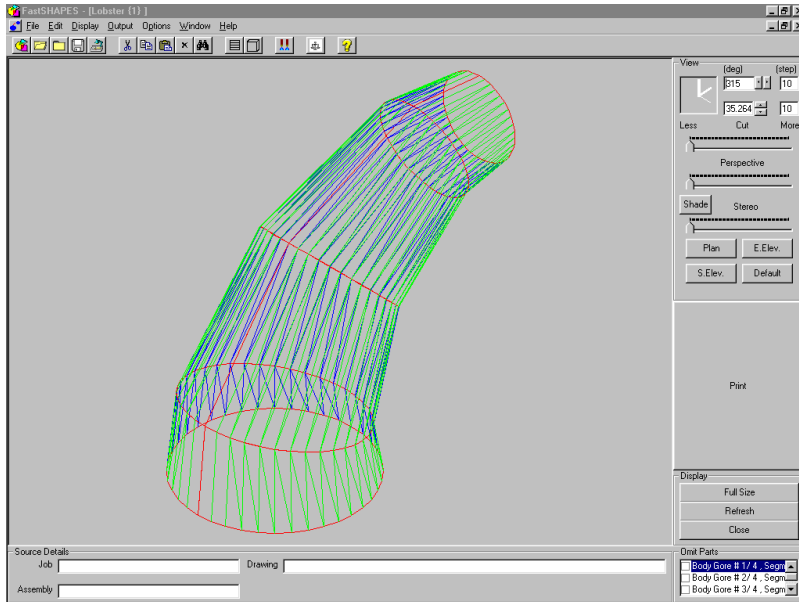 FastSHAPES - [Lobster {1} ]
File Edit Display Output Options Window Help
View
(deg) (step)
315 10
35.264 10
Less Cut More
Perspective
Shade Stereo
Plan E.Elev.
S.Elev. Default
Print
Display
Full Size
Refresh
Close
Source Details
Job Drawing
Assembly
Omit Parts
Body Gore # 1/ 4 , Segm
Body Gore # 2/ 4 , Segm
Body Gore # 3/ 4 , Segm